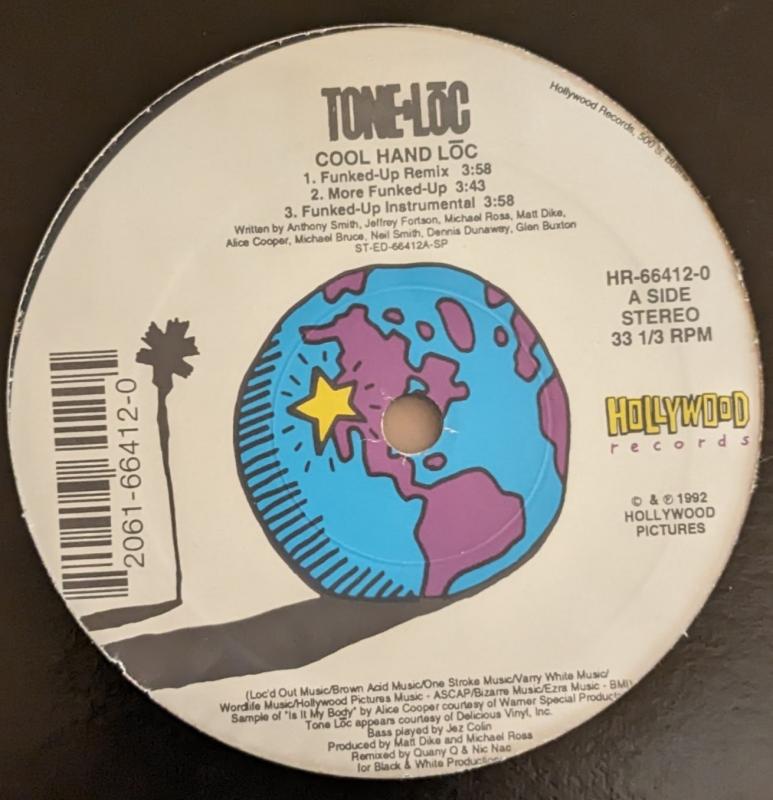 TONE•LōC
COOL HAND LŌC
1. Funked-Up Remix 3:58
2. More Funked-Up 3:43
3. Funked-Up Instrumental 3:58
Written by Anthony Smith, Jeffrey Fortson, Michael Ross, Matt Dike,
Alice Cooper, Michael Bruce, Neil Smith, Dennis Dunaway, Glen Buxton
ST-ED-66412A-SP
Hollywood Records, 500 S.
HR-66412-0
A SIDE
STEREO
33 1/3 RPM
HOLLYWOOD
records
© & ℗ 1992
HOLLYWOOD
PICTURES
2061-66412-0
(Loc'd Out Music/Brown Acid Music/One Stroke Music/Varry White Music/
Wordlife Music/Hollywood Pictures Music - ASCAP/Bizarre Music/Ezra Music - BMI)
Sample of "Is It My Body" by Alice Cooper courtesy of Warner Special
Tone Lōc appears courtesy of Delicious Vinyl, Inc.
Bass played by Jez Colin
Produced by Matt Dike and Michael Ross
Remixed by Quany Q & Nic Nac
for Black & White